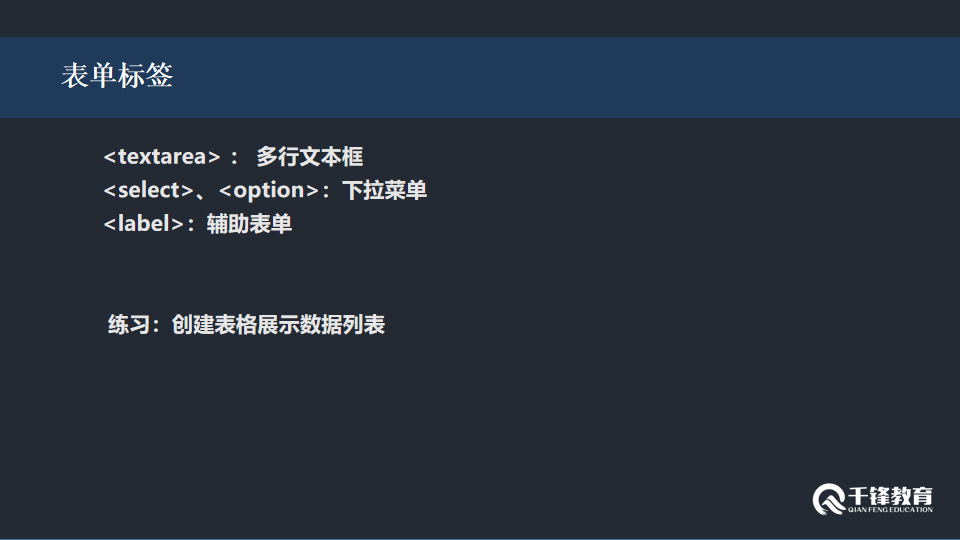 表单标签
<textarea> ： 多行文本框
<select>、<option>：下拉菜单
<label>：辅助表单
练习：创建表格展示数据列表
千锋教育
QIAN FENG EDUCATION